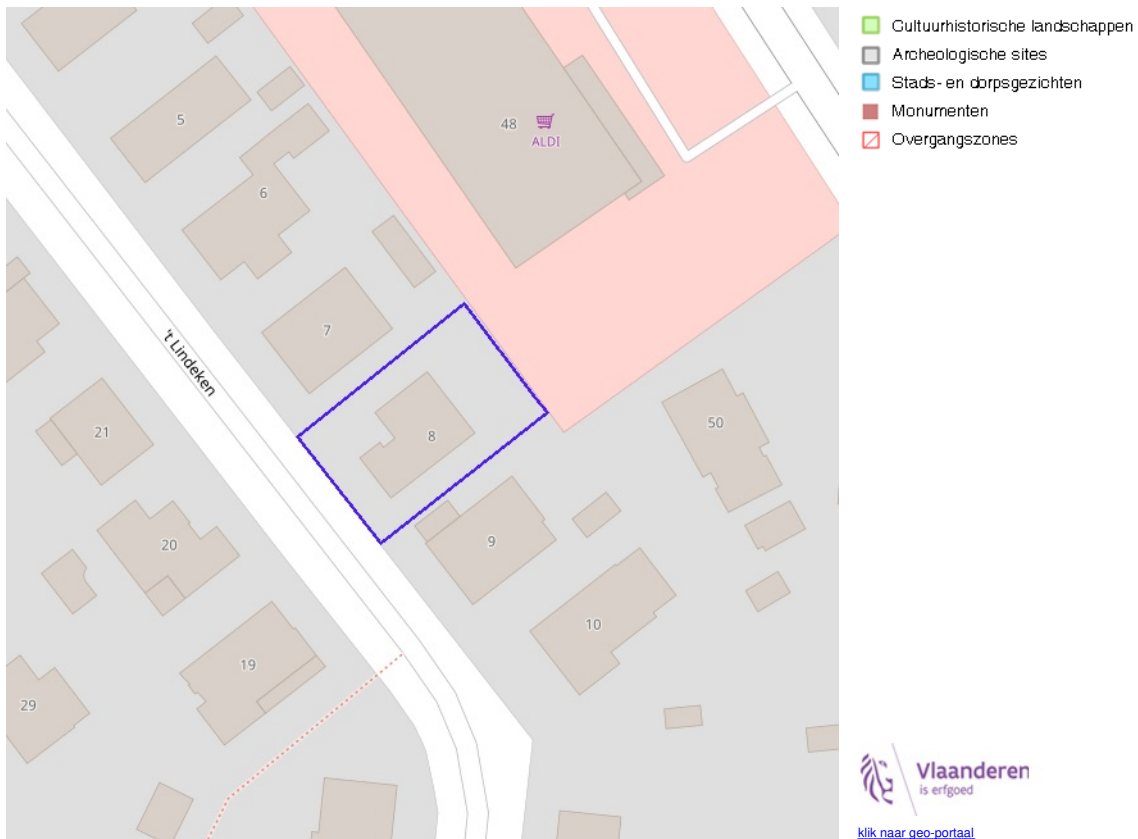 5
48
ALDI
6
7
't Lindeken
8
21
50
9
20
10
19
29
Cultuurhistorische landschappen
Archeologische sites
Stads- en dorpsgezichten
Monumenten
Overgangszones
Vlaanderen
is erfgoed
klik naar geo-portaal